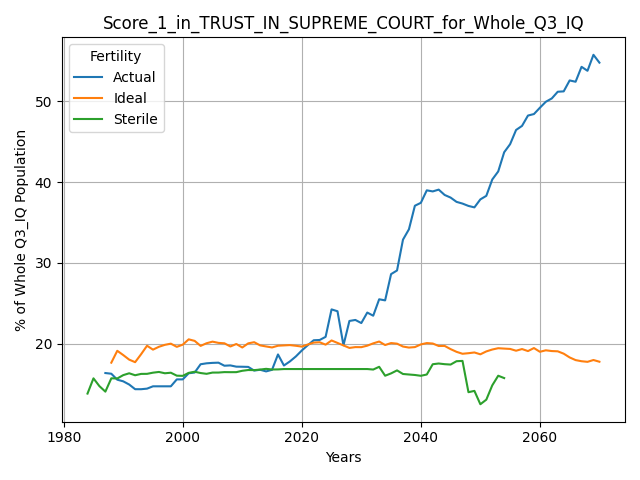 Score_1_in_TRUST_IN_SUPREME_COURT_for_Whole_Q3_IQ
Fertility
Actual
Ideal
Sterile
% of Whole Q3_IQ Population
50
40
30
20
1980
2000
2020
2040
2060
Years